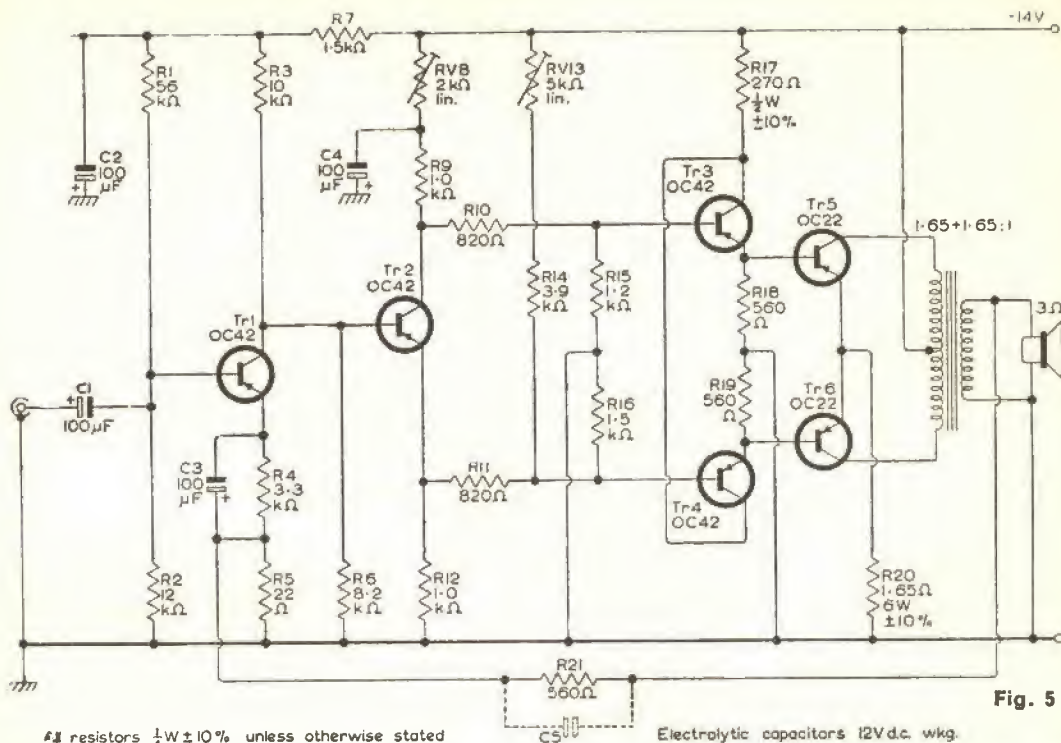 R7
1·5kΩ
-14V
R1
56
kΩ
R3
10
kΩ
RV8
2kΩ
lin.
RV13
5kΩ
lin.
R17
270Ω
½W
±10%
C2
100
μF
+
C4
100
μF
+
R9
1·0
kΩ
Tr3
OC42
R10
820Ω
Tr5
OC22
1·65+1·65:1
Tr2
OC42
R14
3·9
kΩ
R15
1·2
kΩ
R18
560
Ω
3Ω
Tr1
OC42
+
C1
100μF
R16
1·5
kΩ
R19
560
Ω
Tr6
OC22
C3
100
μF
+
R4
3·3
kΩ
R11
820Ω
Tr4
OC42
R2
12
kΩ
R5
22
Ω
R6
8·2
kΩ
R12
1·0
kΩ
R20
1·65Ω
6W
±10%
R21
560Ω
C5
Fig. 5
resistors ½W ± 10% unless otherwise stated
Electrolytic capacitors 12V d.c. wkg.